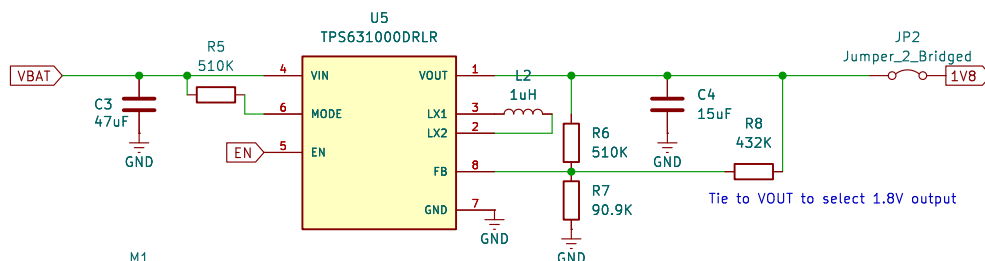 U5
TPS631000DRLR
R5
510K
VBAT
C3
47uF
GND
4
VIN
6
MODE
EN
5
EN
VOUT
1
LX1
3
LX2
2
FB
8
GND
7
GND
L2
1uH
R6
510K
R7
90.9K
GND
C4
15uF
GND
R8
432K
JP2
Jumper_2_Bridged
1V8
Tie to VOUT to select 1.8V output
M1